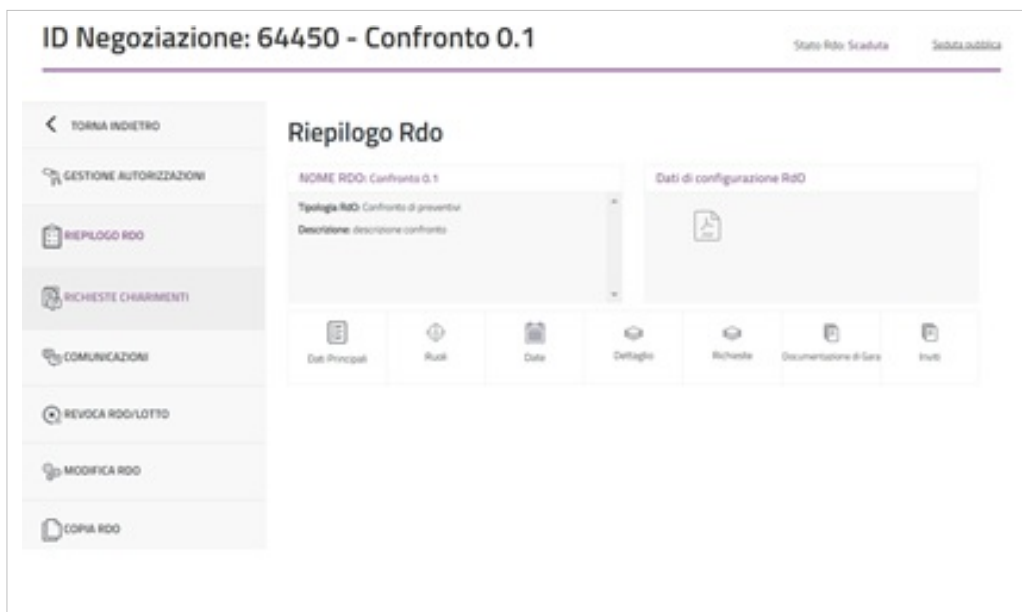 ID Negoziazione: 64450 - Confronto 0.1
Stato Rdo: Scaduta
Seduta pubblica
TORNA INDIETRO
GESTIONE AUTORIZZAZIONI
RIEPILOGO RDO
RICHIESTE CHIARIMENTI
COMUNICAZIONI
REVOCA RDO/LOTTO
MODIFICA RDO
COPIA RDO
Riepilogo Rdo
NOME RDO: Confronto 0.1
Tipologia RdO: Confronto di preventivi
Descrizione: descrizione confronto
Dati di configurazione RdO
Dati Principali
Ruoli
Date
Dettaglio
Richieste
Documentazione di Gara
Inviti